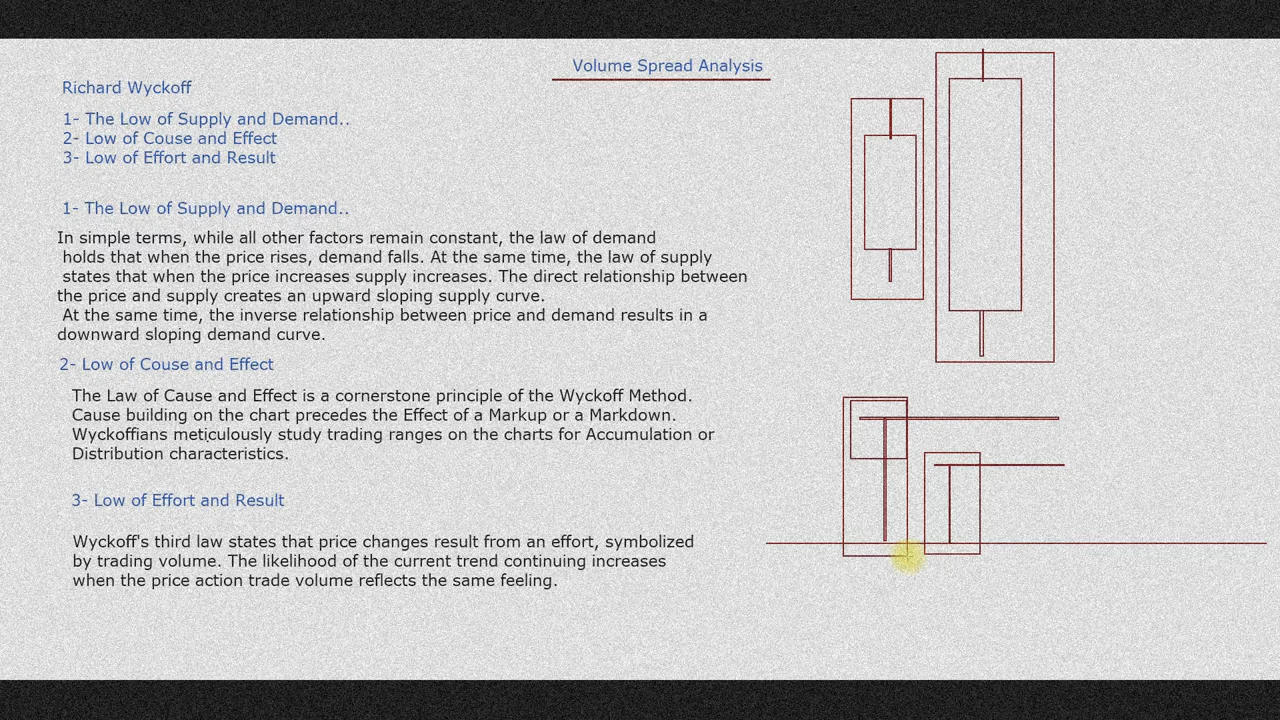 Volume Spread Analysis
Richard Wyckoff
1- The Low of Supply and Demand..
2- Low of Couse and Effect
3- Low of Effort and Result
1- The Low of Supply and Demand..
In simple terms, while all other factors remain constant, the law of demand
holds that when the price rises, demand falls. At the same time, the law of supply
states that when the price increases supply increases. The direct relationship between
the price and supply creates an upward sloping supply curve.
At the same time, the inverse relationship between price and demand results in a
downward sloping demand curve.
2- Low of Couse and Effect
The Law of Cause and Effect is a cornerstone principle of the Wyckoff Method.
Cause building on the chart precedes the Effect of a Markup or a Markdown.
Wyckoffians meticulously study trading ranges on the charts for Accumulation or
Distribution characteristics.
3- Low of Effort and Result
Wyckoff's third law states that price changes result from an effort, symbolized
by trading volume. The likelihood of the current trend continuing increases
when the price action trade volume reflects the same feeling.